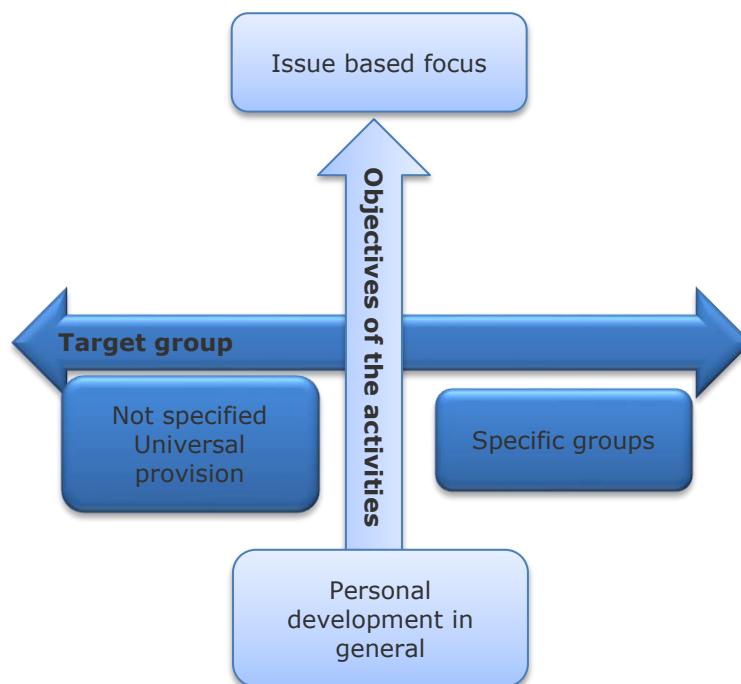 Issue based focus
Objectives of the activities
Target group
Not specified
Universal
provision
Specific groups
Personal
development in
general